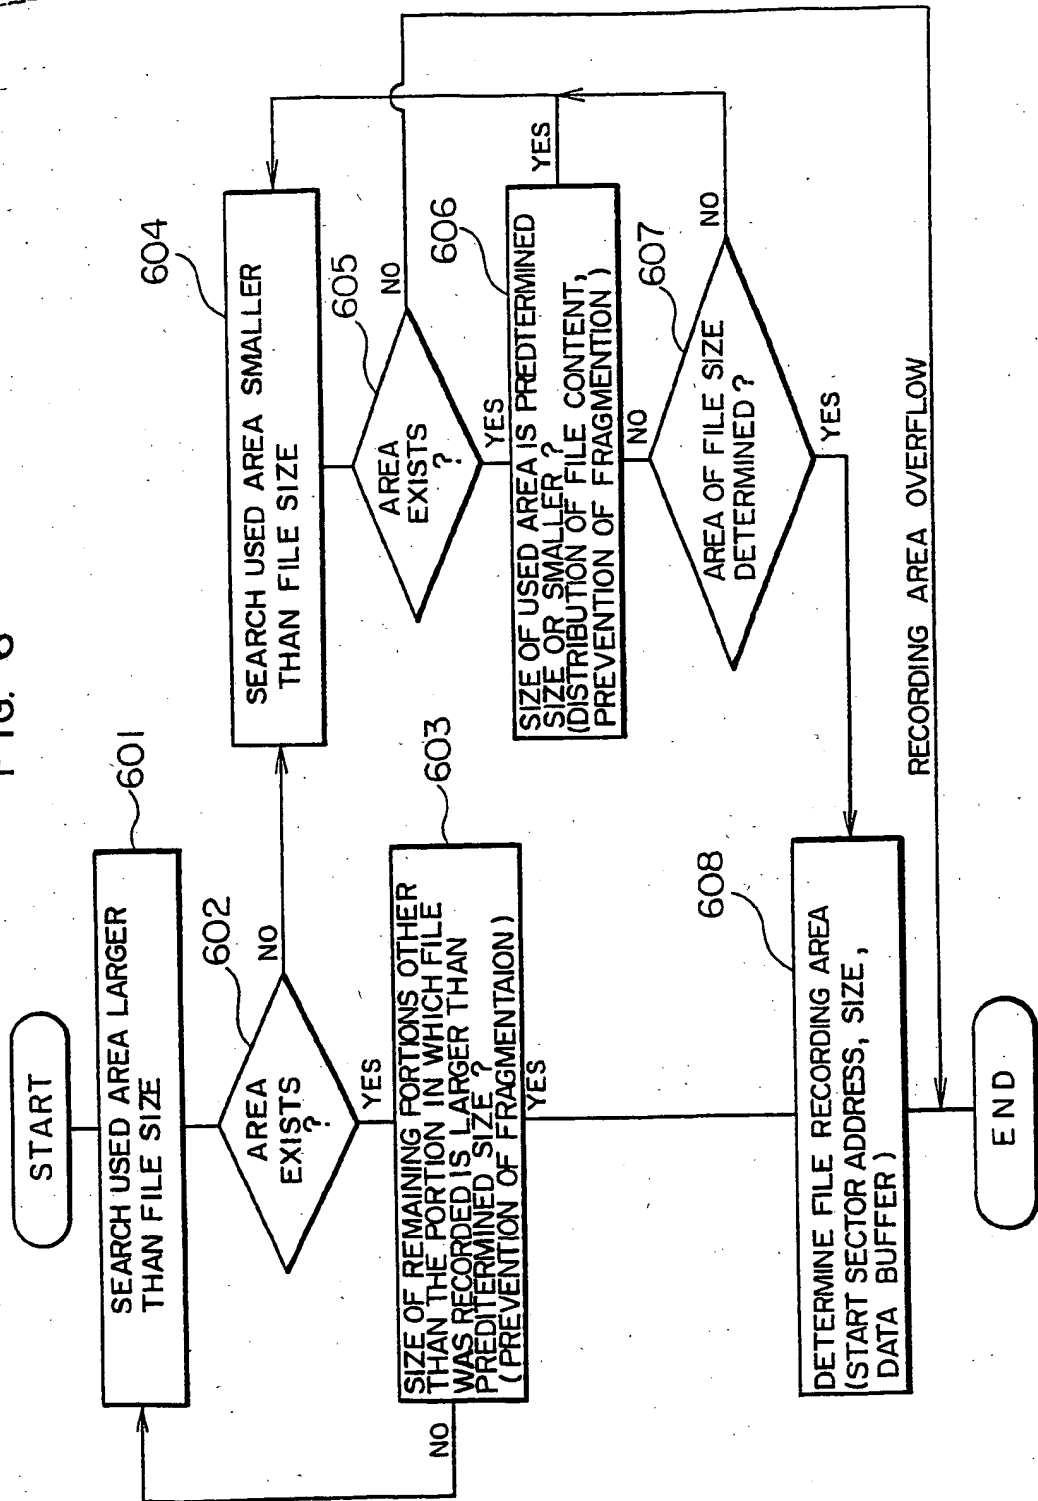 FIG. 6
START
601
SEARCH USED AREA LARGER
THAN FILE SIZE
602
AREA
EXISTS
?
NO
YES
603
SIZE OF REMAINING PORTIONS OTHER
THAN THE PORTION IN WHICH FILE
WAS RECORDED IS LARGER THAN
PREDITERMINED SIZE ?
(PREVENTION OF FRAGMENTAION)
NO
YES
604
SEARCH USED AREA SMALLER
THAN FILE SIZE
605
AREA
EXISTS
?
NO
YES
606
SIZE OF USED AREA IS PREDTERMINED
SIZE OR SMALLER ?
(DISTRIBUTION OF FILE CONTENT,
PREVENTION OF FRAGMENTION)
YES
NO
607
AREA OF FILE SIZE
DETERMINED ?
NO
YES
608
DETERMINE FILE RECORDING AREA
(START SECTOR ADDRESS, SIZE,
DATA BUFFER)
RECORDING AREA OVERFLOW
END